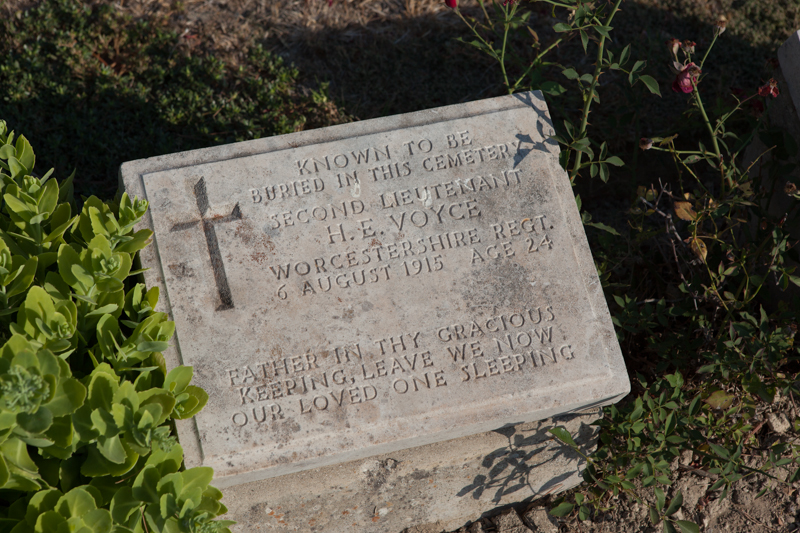 KNOWN TO BE
BURIED IN THIS CEMETERY
SECOND LIEUTENANT
H. E. VOYCE
WORCESTERSHIRE REGT.
6 AUGUST 1915 AGE 24
FATHER IN THY GRACIOUS
KEEPING, LEAVE WE NOW
OUR LOVED ONE SLEEPING